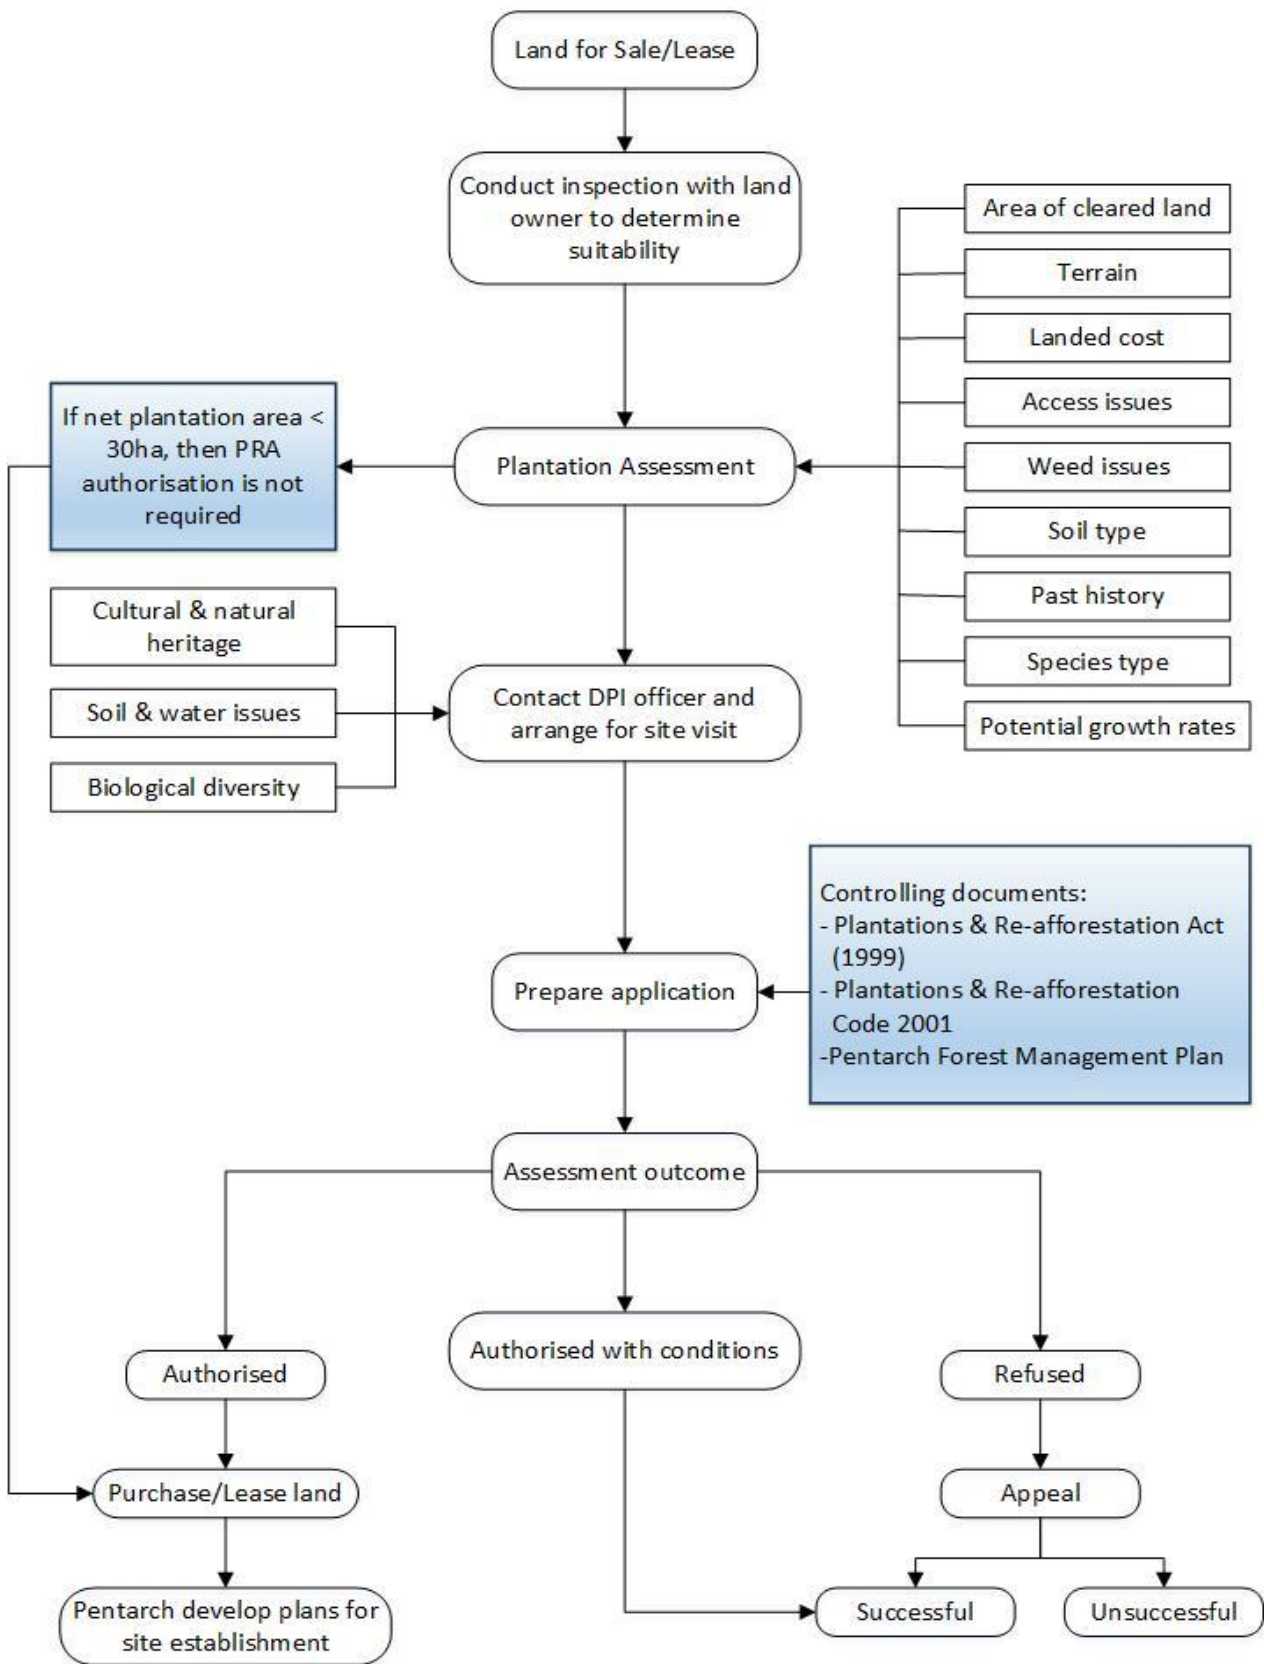 Land for Sale/Lease
Conduct inspection with land
owner to determine
suitability
Area of cleared land
Terrain
Landed cost
Access issues
Weed issues
Soil type
Past history
Species type
Potential growth rates
If net plantation area <
30ha, then PRA
authorisation is not
required
Plantation Assessment
Cultural & natural
heritage
Soil & water issues
Biological diversity
Contact DPI officer and
arrange for site visit
Controlling documents:
- Plantations & Re-afforestation Act
(1999)
- Plantations & Re-afforestation
Code 2001
-Pentarch Forest Management Plan
Prepare application
Assessment outcome
Authorised
Authorised with conditions
Refused
Purchase/Lease land
Appeal
Pentarch develop plans for
site establishment
Successful
Unsuccessful